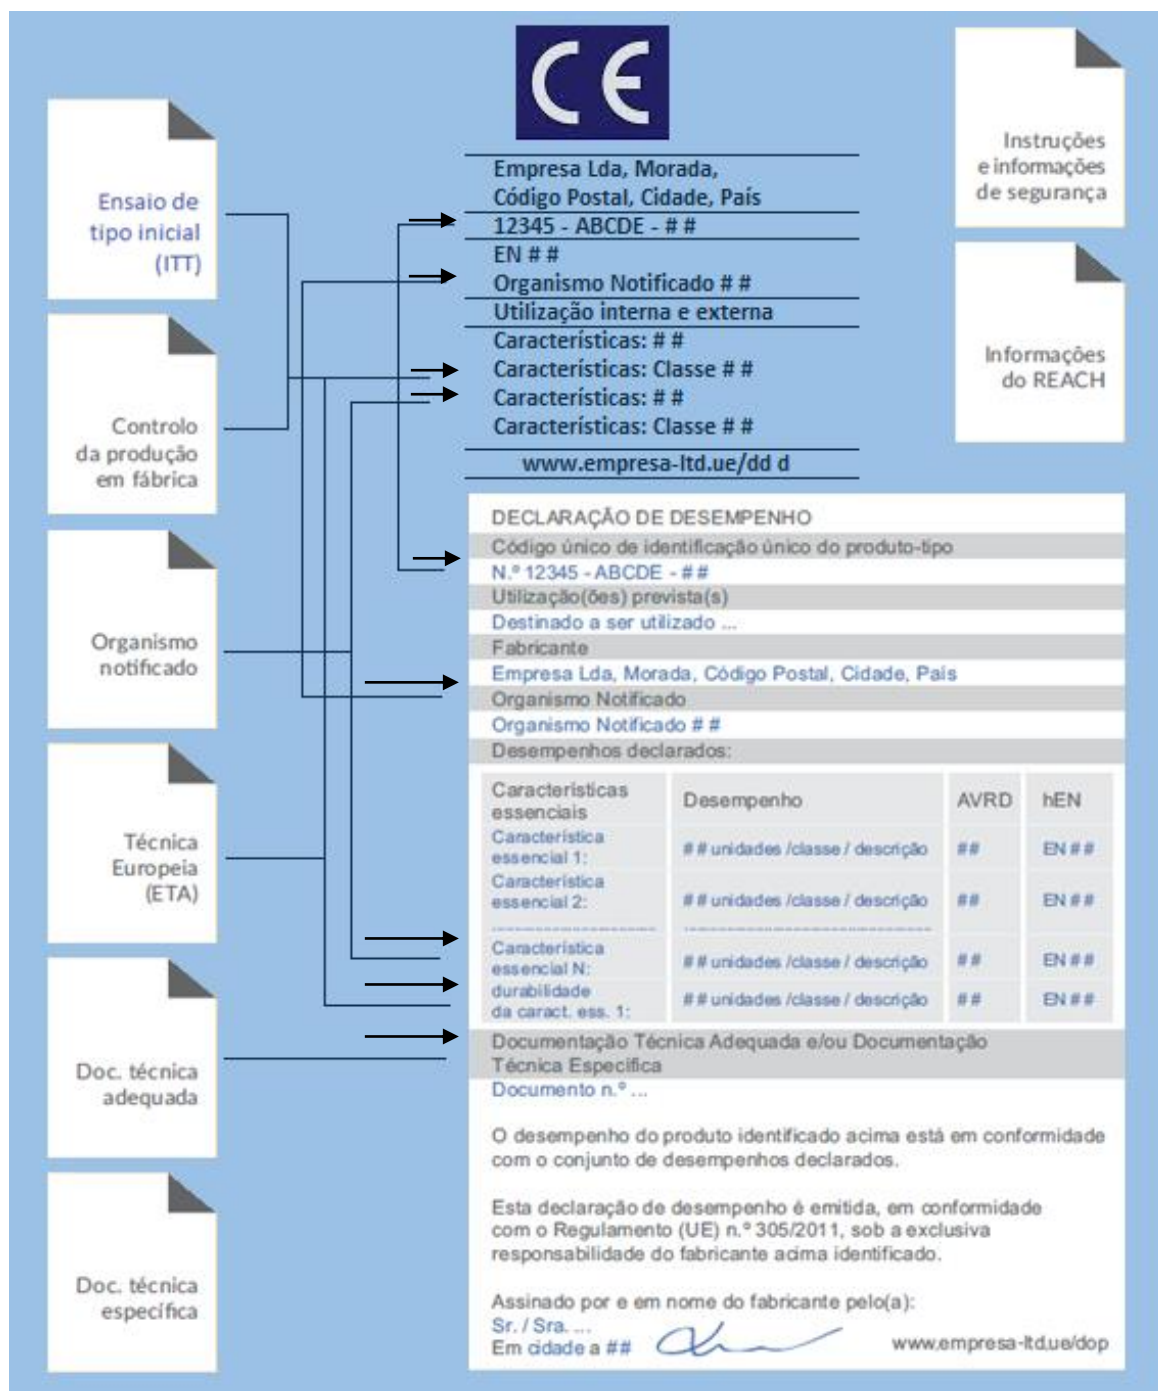 CE
Empresa Lda, Morada,
Código Postal, Cidade, País
12345 - ABCDE - # #
EN # #
Organismo Notificado # #
Utilização interna e externa
Características: # #
Características: Classe # #
Características: # #
Características: Classe # #
www.empresa-ltd.ue/dd d
Ensaio de
tipo inicial
(ITT)
Controlo
da produção
em fábrica
Organismo
notificado
Técnica
Europeia
(ETA)
Doc. técnica
adequada
Doc. técnica
específica
Instruções
e informações
de segurança
Informações
do REACH
DECLARAÇÃO DE DESEMPENHO
Código único de identificação único do produto-tipo
N.º 12345 - ABCDE - # #
Utilização(ões) prevista(s)
Destinado a ser utilizado ...
Fabricante
Empresa Lda, Morada, Código Postal, Cidade, País
Organismo Notificado
Organismo Notificado # #
Desempenhos declarados:
Características
essenciais
Desempenho
AVRD
hEN
Característica
essencial 1:
# # unidades /classe / descrição
# #
EN # #
Característica
essencial 2:
# # unidades /classe / descrição
# #
EN # #
Característica
essencial N:
# # unidades /classe / descrição
# #
EN # #
durabilidade
da caract. ess. 1:
# # unidades /classe / descrição
# #
EN # #
Documentação Técnica Adequada e/ou Documentação
Técnica Específica
Documento n.º ...
O desempenho do produto identificado acima está em conformidade
com o conjunto de desempenhos declarados.
Esta declaração de desempenho é emitida, em conformidade
com o Regulamento (UE) n.º 305/2011, sob a exclusiva
responsabilidade do fabricante acima identificado.
Assinado por e em nome do fabricante pelo(a):
Sr. / Sra. ...
Em cidade a ##
www.empresa-ltd.ue/dop